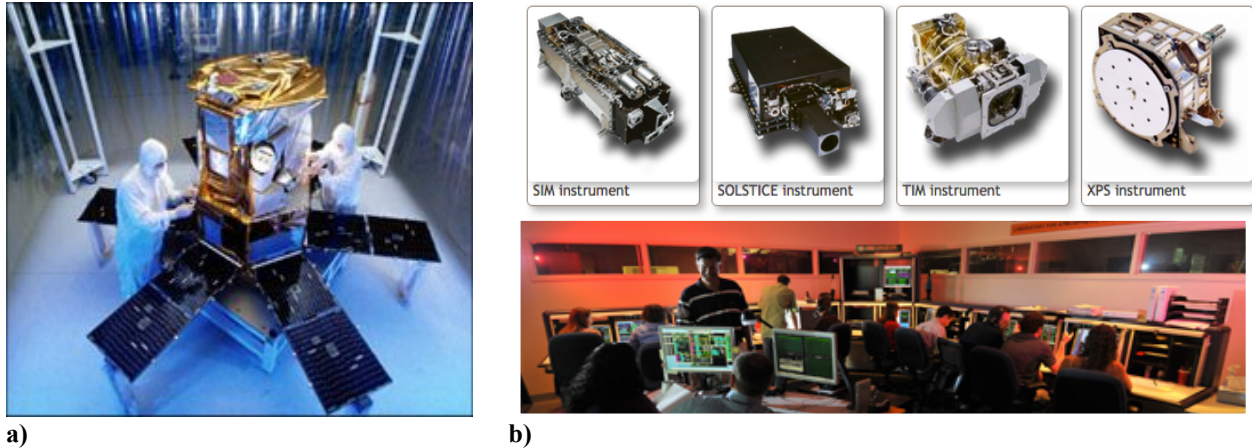 SIM instrument
SOLSTICE instrument
TIM instrument
XPS instrument
a)
b)